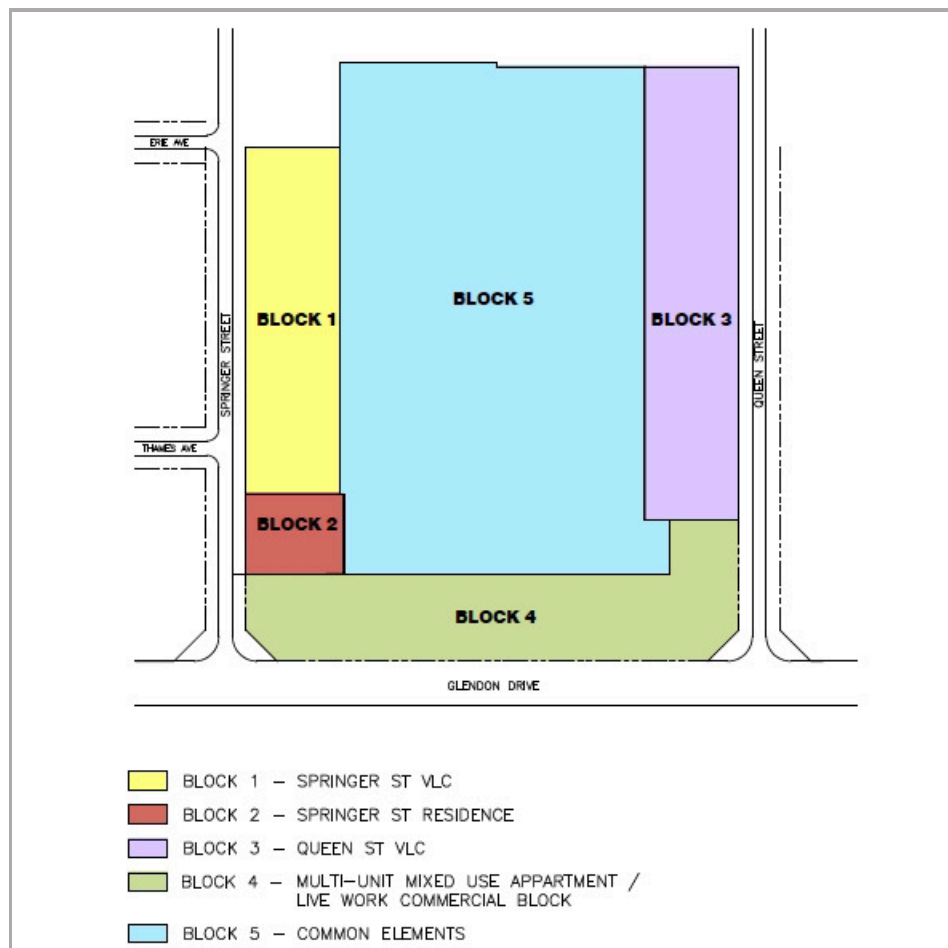 ERIE AVE
BLOCK 5
BLOCK 1
BLOCK 3
SPRINGER STREET
QUEEN STREET
THAMES AVE
BLOCK 2
BLOCK 4
GLENDON DRIVE
BLOCK 1 – SPRINGER ST VLC
BLOCK 2 – SPRINGER ST RESIDENCE
BLOCK 3 – QUEEN ST VLC
BLOCK 4 – MULTI–UNIT MIXED USE APPARTMENT /
LIVE WORK COMMERCIAL BLOCK
BLOCK 5 – COMMON ELEMENTS